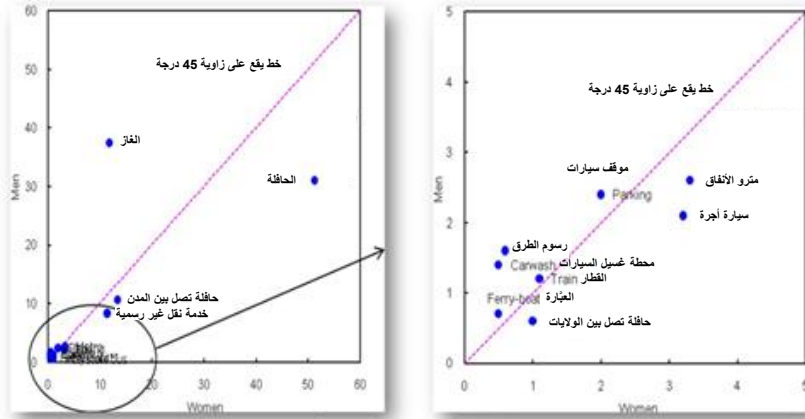 60
50
40
30
20
10
0
Men
خط يقع على زاوية 45 درجة
الغاز
الحافلة
حافلة تصل بين المدن
خدمة نقل غير رسمية
0 10 20 30 40 50 60
Women
5
4
3
2
1
0
Men
خط يقع على زاوية 45 درجة
موقف سيارات
Parking
مترو الأنفاق
سيارة أجرة
رسوم الطرق
Carwash
محطة غسيل السيارات
Train
القطار
Ferry-boat
العبَّارة
حافلة تصل بين الولايات
0 1 2 3 4 5
Women